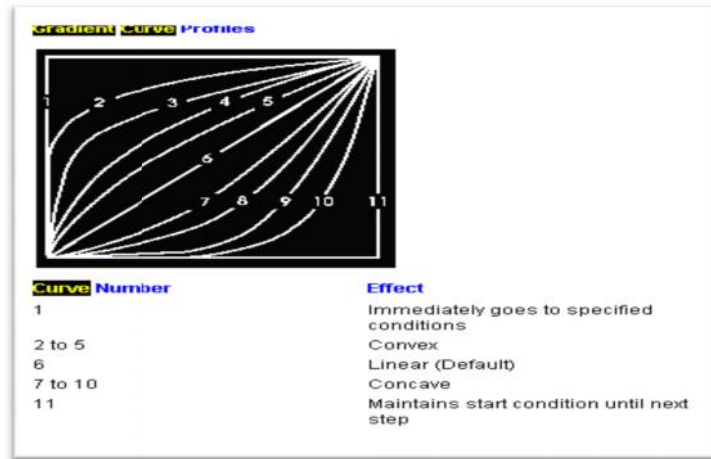 Gradient Curve Profiles
1 2 3 4 5
6
7 8 9 10 11
Curve Number Effect
1 Immediately goes to specified
conditions
2 to 5 Convex
6 Linear (Default)
7 to 10 Concave
11 Maintains start condition until next
step